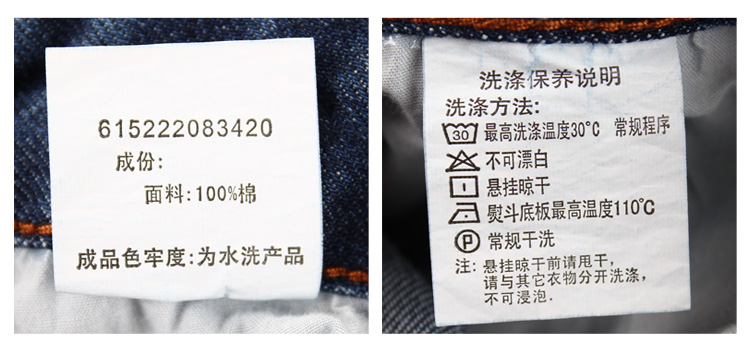 615222083420
成份:
面料:100%棉
成品色牢度:为水洗产品
洗涤保养说明
洗涤方法:
30 最高洗涤温度30°C 常规程序
不可漂白
悬挂晾干
熨斗底板最高温度110℃
P 常规干洗
注: 悬挂晾干前请甩干,
请与其它衣物分开洗涤,
不可浸泡.